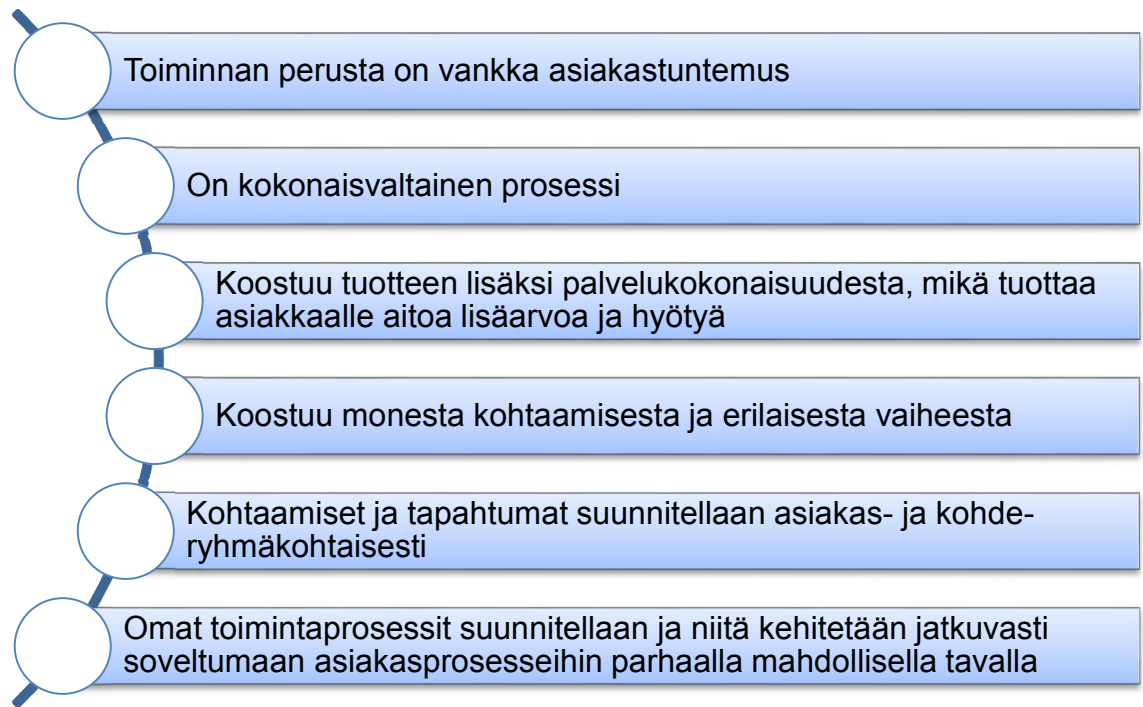 Toiminnan perusta on vankka asiakastuntemus
On kokonaisvaltainen prosessi
Koostuu tuotteen lisäksi palvelukokonaisuudesta, mikä tuottaa
asiakkaalle aitoa lisäarvoa ja hyötyä
Koostuu monesta kohtaamisesta ja erilaisesta vaiheesta
Kohtaamiset ja tapahtumat suunnitellaan asiakas- ja kohde-
ryhmäkohtaisesti
Omat toimintaprosessit suunnitellaan ja niitä kehitetään jatkuvasti
soveltumaan asiakasprosesseihin parhaalla mahdollisella tavalla